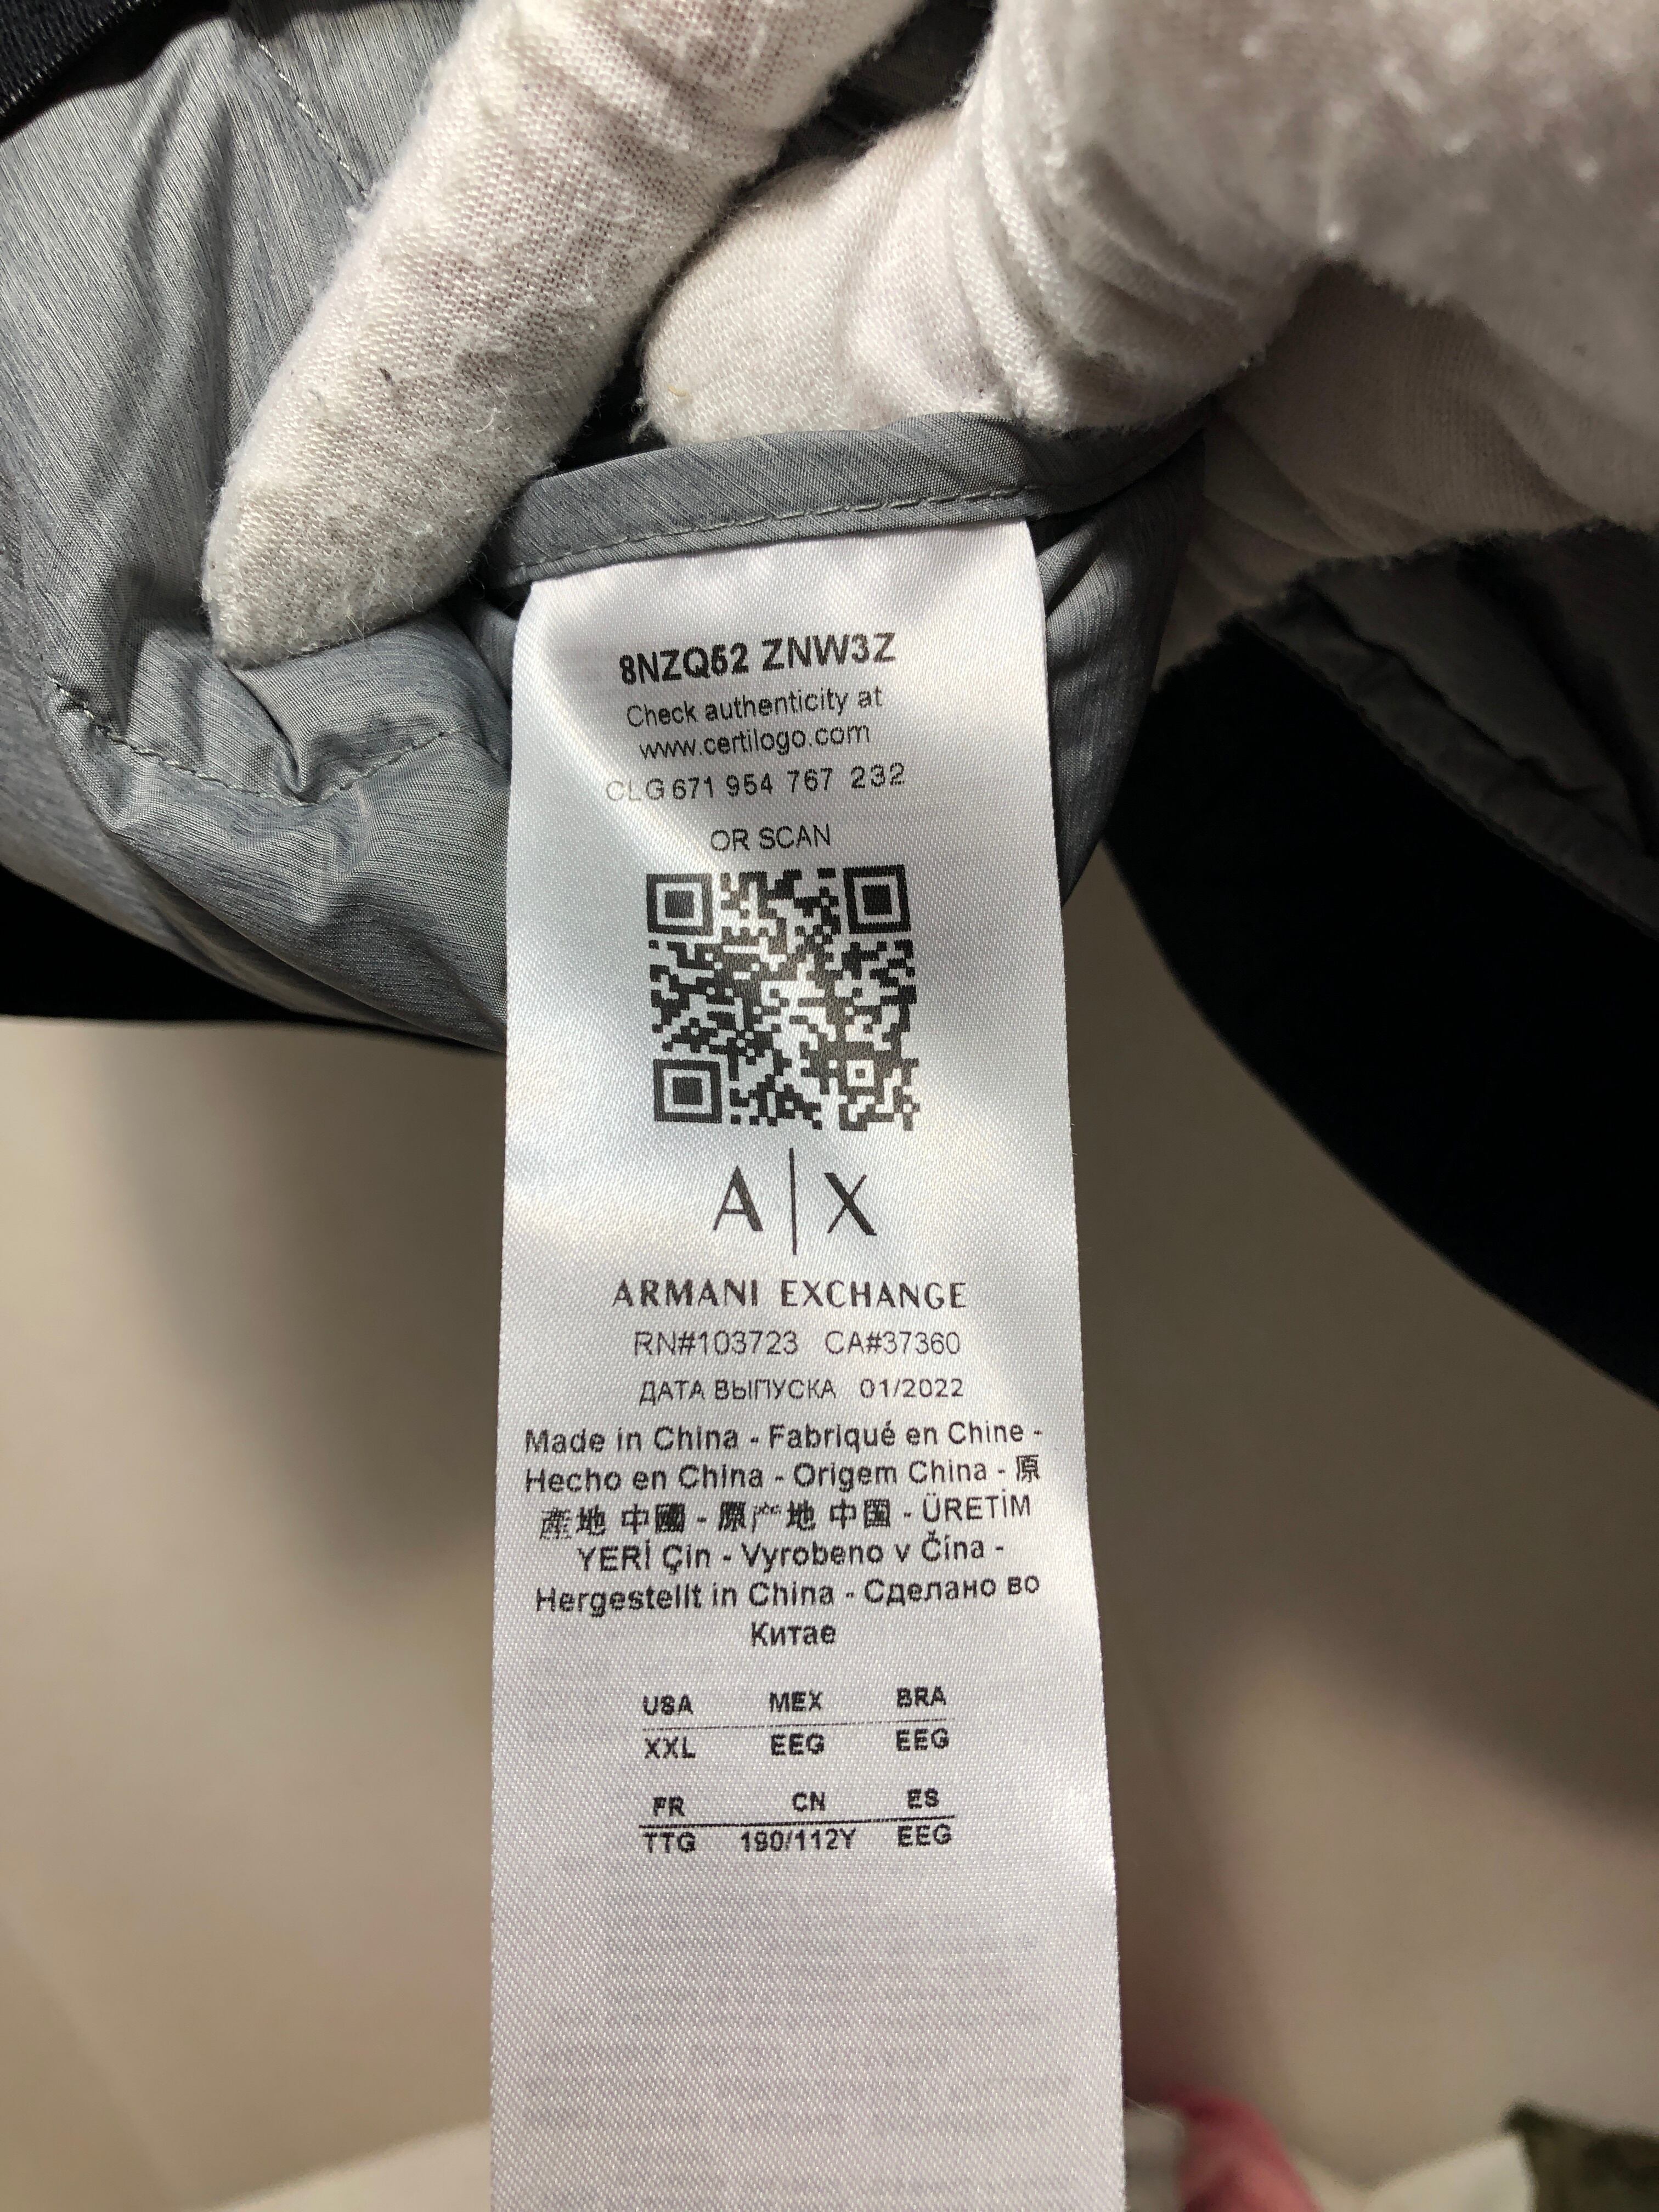 8NZQ52 ZNW3Z
Check authenticity at
www.certilogo.com
CLG 671 954 767 232
OR SCAN
A|X
ARMANI EXCHANGE
RN#103723 CA#37360
ДАТА ВЫПУСКА 01/2022
Made in China - Fabriqué en Chine -
Hecho en China - Origem China - 原
產地 中國 - 原产地 中国 - ÜRETİM
YERİ Çin - Vyrobeno v Čína -
Hergestellt in China - Сделано во
Китае
USA MEX BRA
XXL EEG EEG
FR CN ES
TTG 190/112Y EEG